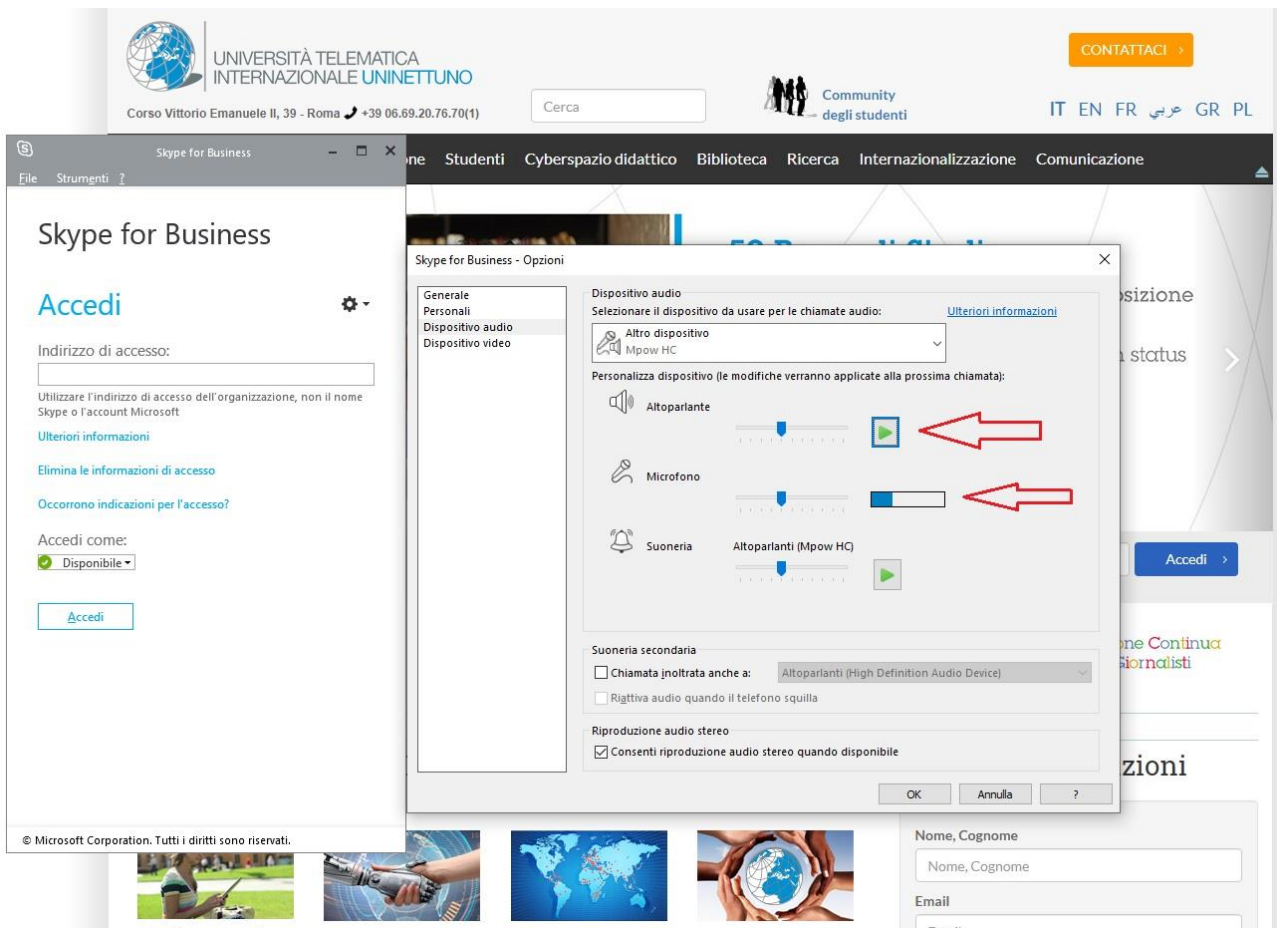 UNIVERSITÀ TELEMATICA
INTERNAZIONALE UNINETTUNO
Corso Vittorio Emanuele II, 39 - Roma +39 06.69.20.76.70(1)
Cerca
Community
degli studenti
CONTATTACI >
IT EN FR عربي GR PL
Studenti Cyberspazio didattico Biblioteca Ricerca Internazionalizzazione Comunicazione
Skype for Business
File Strumenti ?
Skype for Business
Accedi
Indirizzo di accesso:
Utilizzare l'indirizzo di accesso dell'organizzazione, non il nome
Skype o l'account Microsoft
Ulteriori informazioni
Elimina le informazioni di accesso
Occorrono indicazioni per l'accesso?
Accedi come:
Disponibile
Accedi
© Microsoft Corporation. Tutti i diritti sono riservati.
Skype for Business - Opzioni
Generale
Personali
Dispositivo audio
Dispositivo video
Dispositivo audio
Selezionare il dispositivo da usare per le chiamate audio: Ulteriori informazioni
Altro dispositivo
Mpow HC
Personalizza dispositivo (le modifiche verranno applicate alla prossima chiamata):
Altoparlante
Microfono
Suoneria Altoparlanti (Mpow HC)
Suoneria secondaria
Chiamata inoltrata anche a: Altoparlanti (High Definition Audio Device)
Riattiva audio quando il telefono squilla
Riproduzione audio stereo
Consenti riproduzione audio stereo quando disponibile
OK Annulla ?
status
Accedi >
Continua
Giornalisti
zioni
Nome, Cognome
Nome, Cognome
Email